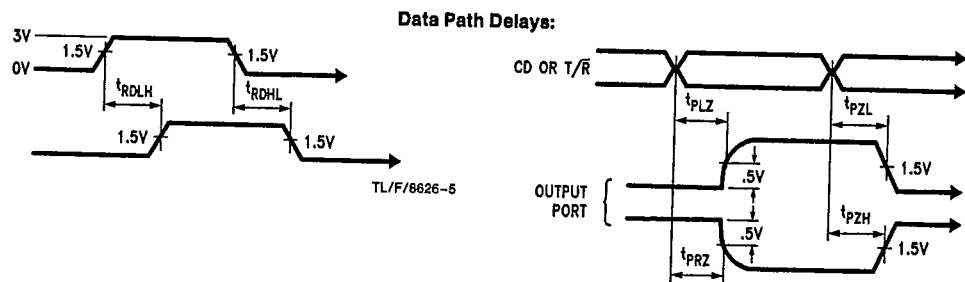 Data Path Delays:
3V
1.5V
1.5V
0V
tRDLH
tRDHL
1.5V
1.5V
TL/F/8626-5
CD OR T/R̅
tPLZ
tPZL
.5V
1.5V
OUTPUT
PORT
.5V
tPZH
1.5V
tPRZ